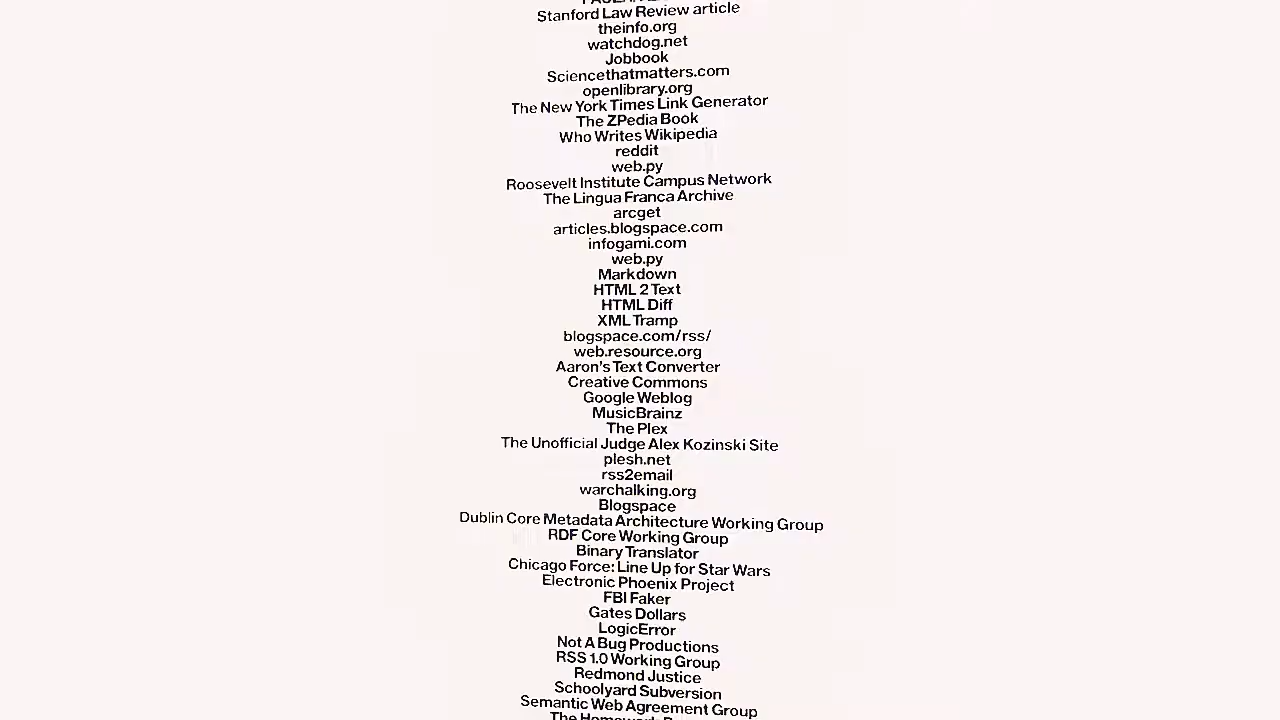 Stanford Law Review article
theinfo.org
watchdog.net
Jobbook
Sciencethatmatters.com
openlibrary.org
The New York Times Link Generator
The ZPedia Book
Who Writes Wikipedia
reddit
web.py
Roosevelt Institute Campus Network
The Lingua Franca Archive
arcget
articles.blogspace.com
infogami.com
web.py
Markdown
HTML 2 Text
HTML Diff
XML Tramp
blogspace.com/rss/
web.resource.org
Aaron's Text Converter
Creative Commons
Google Weblog
MusicBrainz
The Plex
The Unofficial Judge Alex Kozinski Site
plesh.net
rss2email
warchalking.org
Blogspace
Dublin Core Metadata Architecture Working Group
RDF Core Working Group
Binary Translator
Chicago Force: Line Up for Star Wars
Electronic Phoenix Project
FBI Faker
Gates Dollars
LogicError
Not A Bug Productions
RSS 1.0 Working Group
Redmond Justice
Schoolyard Subversion
Semantic Web Agreement Group
The